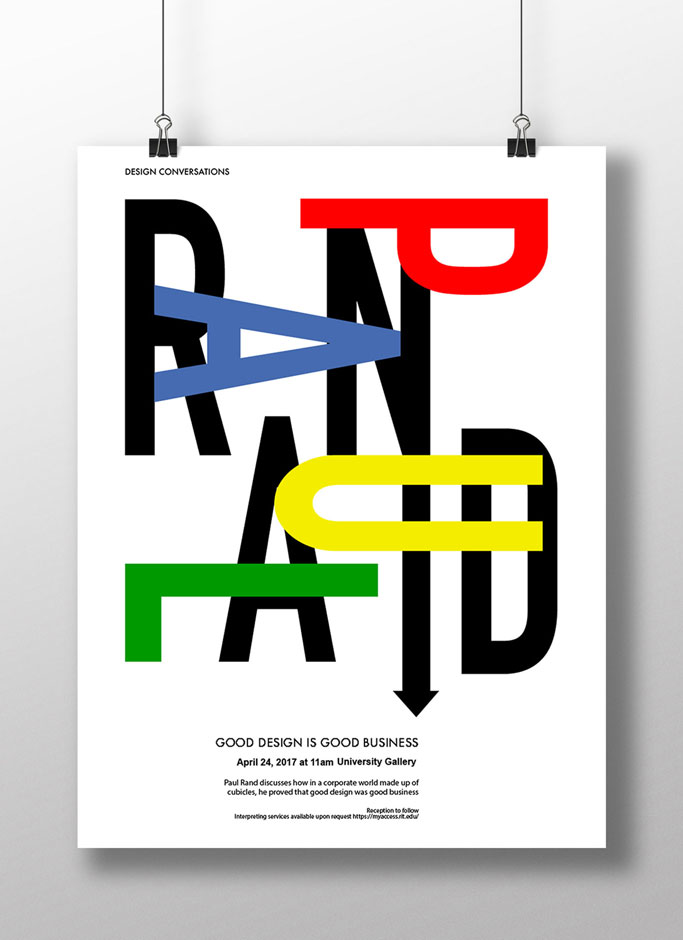 DESIGN CONVERSATIONS
PAUL
RAND
GOOD DESIGN IS GOOD BUSINESS
April 24, 2017 at 11am University Gallery
Paul Rand discusses how in a corporate world made up of
cubicles, he proved that good design was good business
Reception to follow
Interpreting services available upon request https://myaccess.rit.edu/